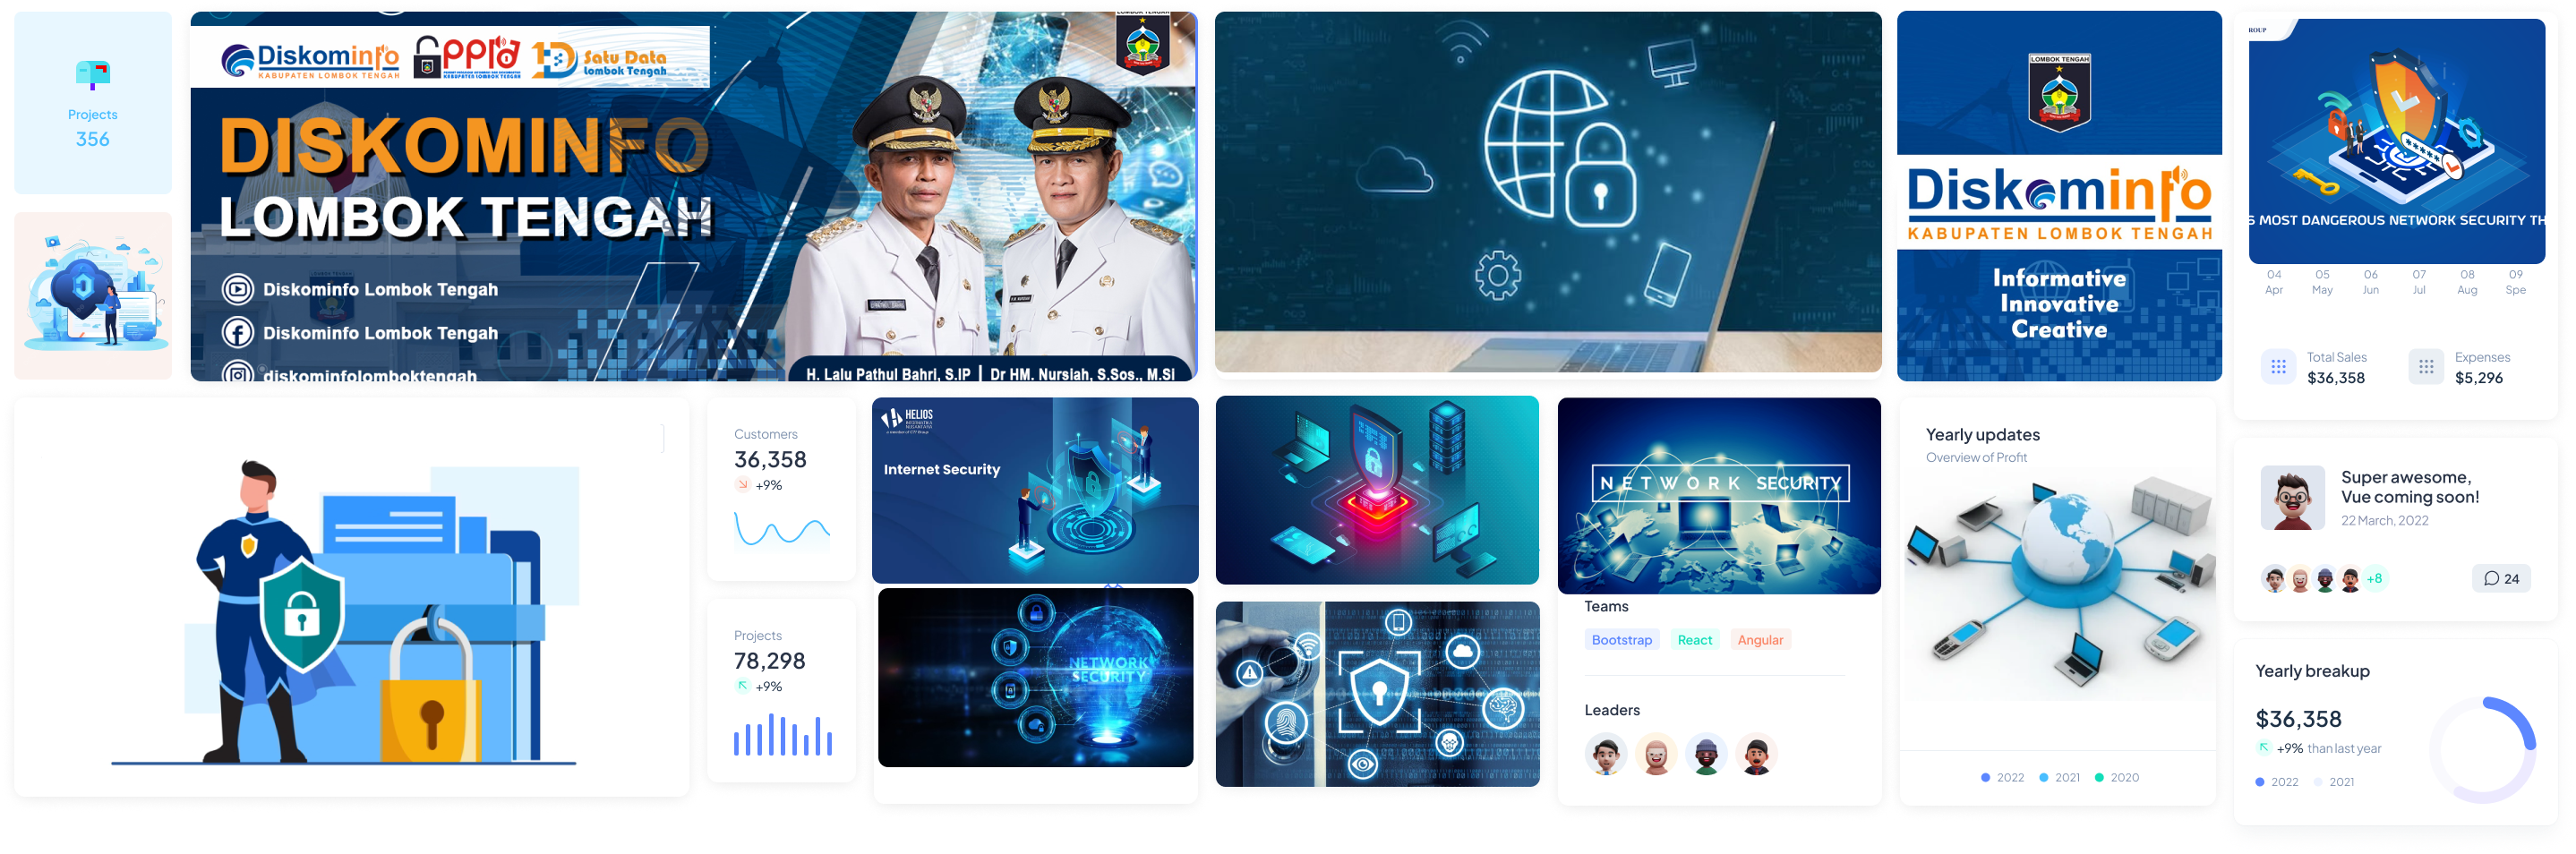 Projects
356
Diskominfo
KABUPATEN LOMBOK TENGAH
ppid
Satu Data
Lombok Tengah
LOMBOK TENGAH
DISKOMINFO
LOMBOK TENGAH
Diskominfo Lombok Tengah
Diskominfo Lombok Tengah
diskominfolomboktengah
H. Lalu Pathul Bahri, S.IP | Dr HM. Nursiah, S.Sos., M.Si
LOMBOK TENGAH
Diskominfo
KABUPATEN LOMBOK TENGAH
Informative
Innovative
Creative
ROUP
S MOST DANGEROUS NETWORK SECURITY TH
04 05 06 07 08 09
Apr May Jun Jul Aug Spe
Total Sales
$36,358
Expenses
$5,296
Customers
36,358
+9%
Projects
78,298
+9%
HELIOS
INFORMATIKA
NUSANTARA
Internet Security
NETWORK
SECURITY
NETWORK SECURITY
Teams
Bootstrap React Angular
Leaders
Yearly updates
Overview of Profit
2022 2021 2020
Super awesome,
Vue coming soon!
22 March, 2022
+8
24
Yearly breakup
$36,358
+9% than last year
2022 2021